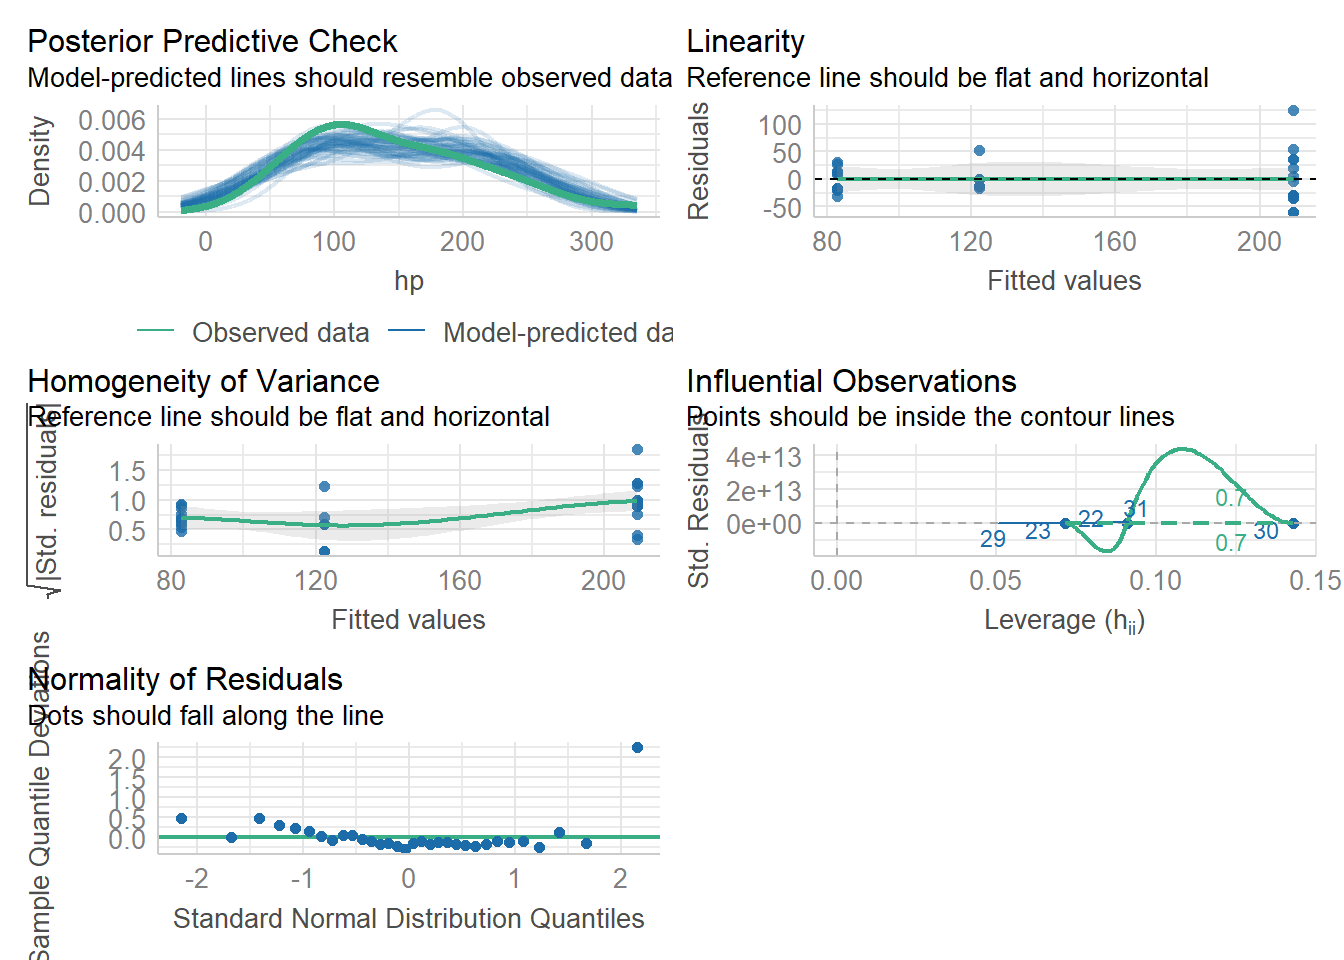 Posterior Predictive Check
Model-predicted lines should resemble observed data
Density
0.006
0.004
0.002
0.000
0 100 200 300
hp
Observed data Model-predicted da
Linearity
Reference line should be flat and horizontal
Residuals
100
50
0
-50
80 120 160 200
Fitted values
Homogeneity of Variance
Reference line should be flat and horizontal
√|Std. residuals|
1.5
1.0
0.5
80 120 160 200
Fitted values
Influential Observations
Points should be inside the contour lines
Std. Residuals
4e+13
2e+13
0e+00
0.7
31
22
23
30
29
0.7
0.00 0.05 0.10 0.15
Leverage (hii)
Normality of Residuals
Dots should fall along the line
Sample Quantile Deviations
2.0
1.5
1.0
0.5
0.0
-2 -1 0 1 2
Standard Normal Distribution Quantiles